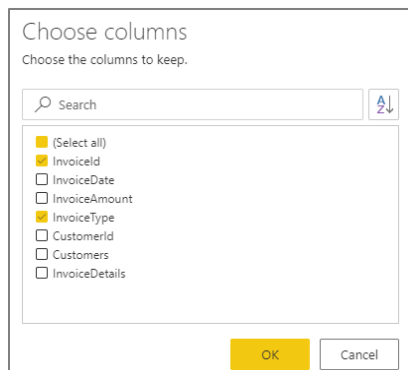 Choose columns
Choose the columns to keep.
Search
A
Z
(Select all)
InvoiceId
InvoiceDate
InvoiceAmount
InvoiceType
CustomerId
Customers
InvoiceDetails
OK Cancel